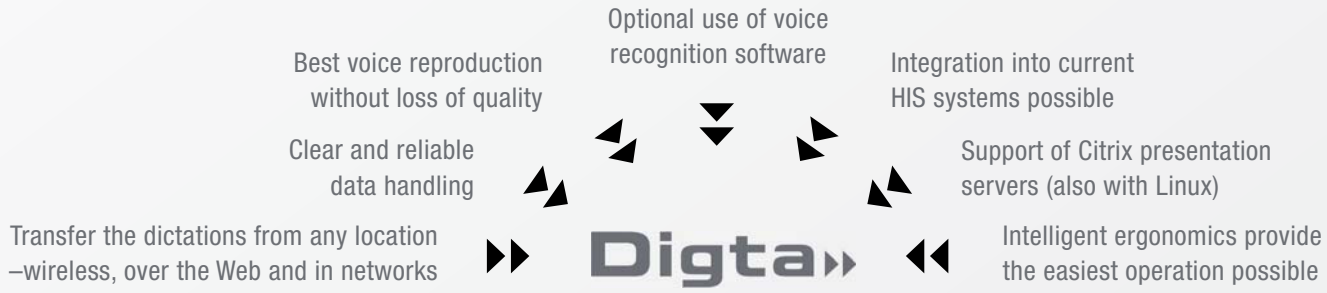 Optional use of voice
recognition software
Best voice reproduction
without loss of quality
Integration into current
HIS systems possible
Clear and reliable
data handling
Support of Citrix presentation
servers (also with Linux)
Transfer the dictations from any location
–wireless, over the Web and in networks
Digta
Intelligent ergonomics provide
the easiest operation possible